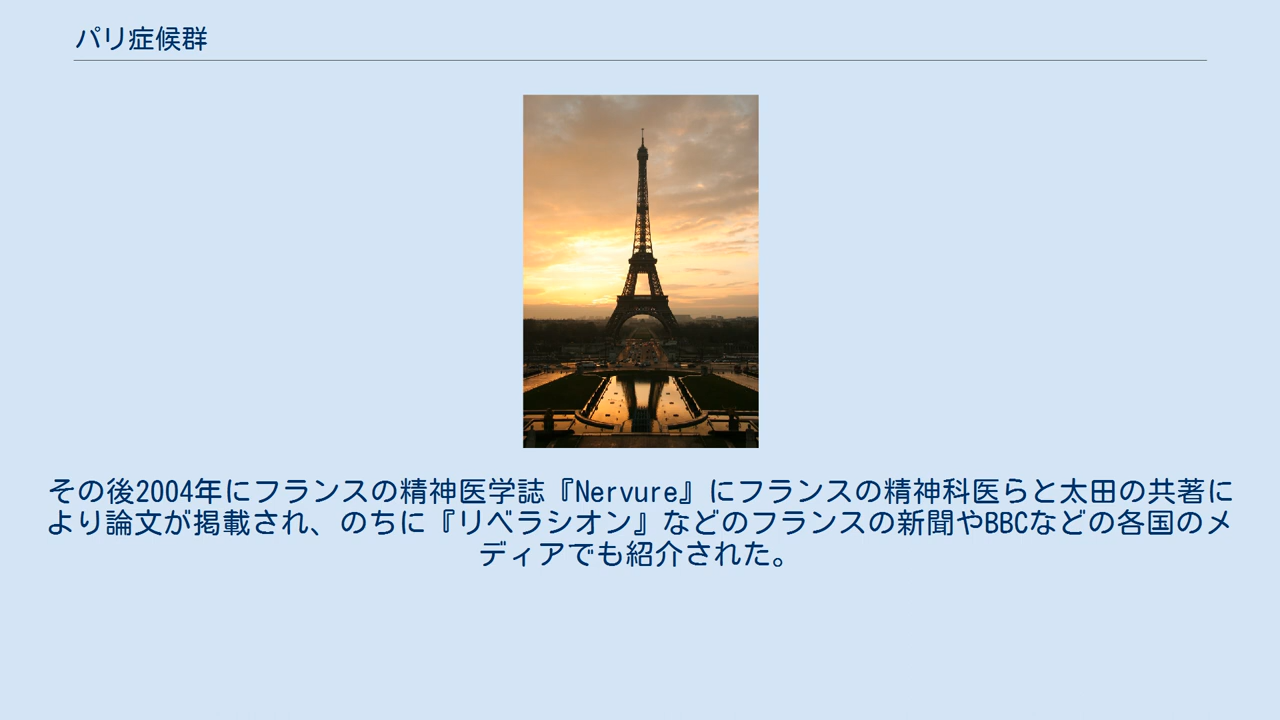 パリ症候群
その後2004年にフランスの精神医学誌『Nervure』にフランスの精神科医らと太田の共著に
より論文が掲載され、のちに『リベラシオン』などのフランスの新聞やBBCなどの各国のメ
ディアでも紹介された。